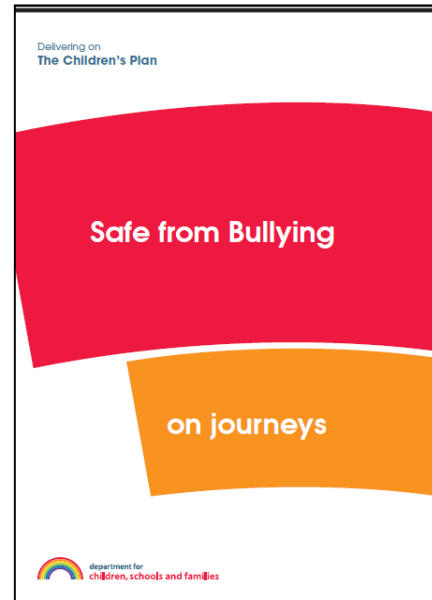 Delivering on
The Children's Plan
Safe from Bullying
on journeys
department for
children, schools and families